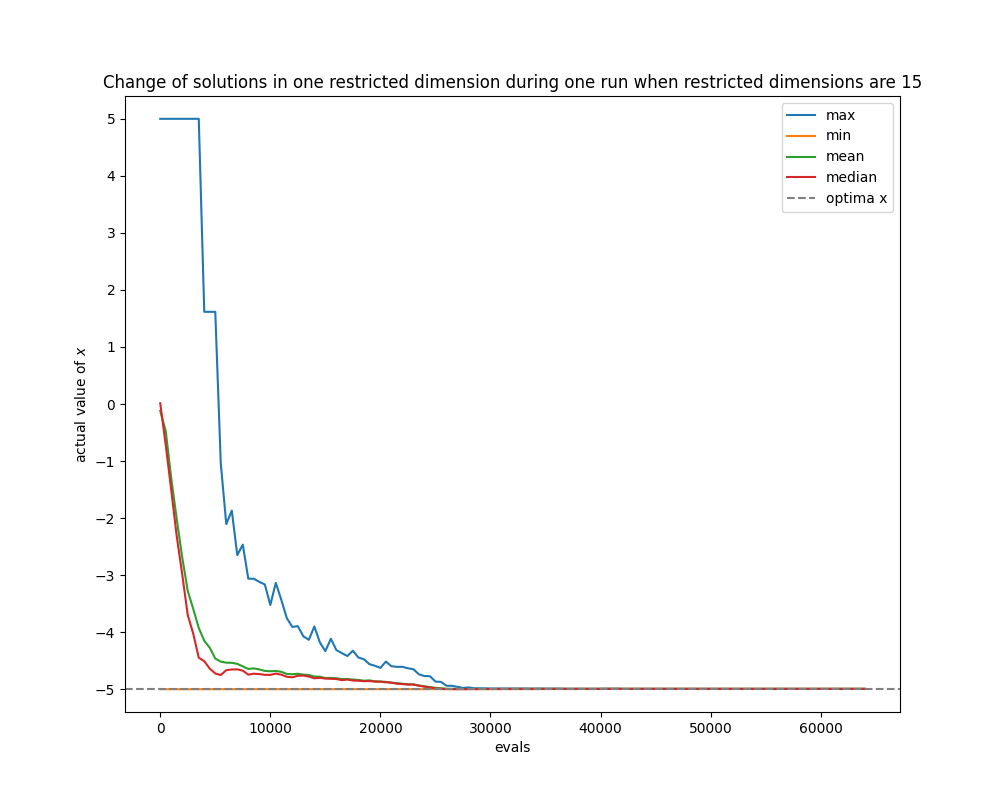 Change of solutions in one restricted dimension during one run when restricted dimensions are 15
max
min
mean
median
optima x
5
4
3
2
1
0
−1
−2
−3
−4
−5
actual value of x
0
10000
20000
30000
40000
50000
60000
evals